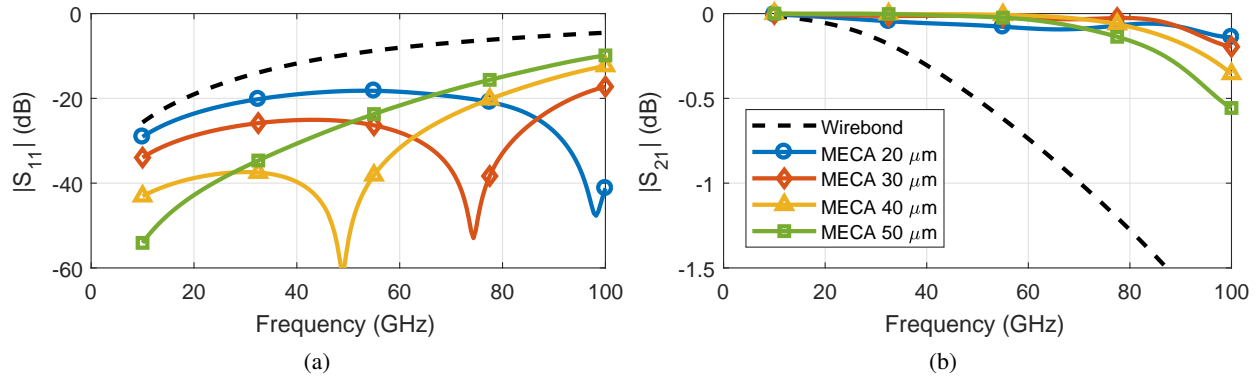 0
-20
-40
-60
|S11| (dB)
0
20
40
60
80
100
Frequency (GHz)
(a)
0
-0.5
-1
-1.5
|S21| (dB)
Wirebond
MECA 20 μm
MECA 30 μm
MECA 40 μm
MECA 50 μm
0
20
40
60
80
100
Frequency (GHz)
(b)